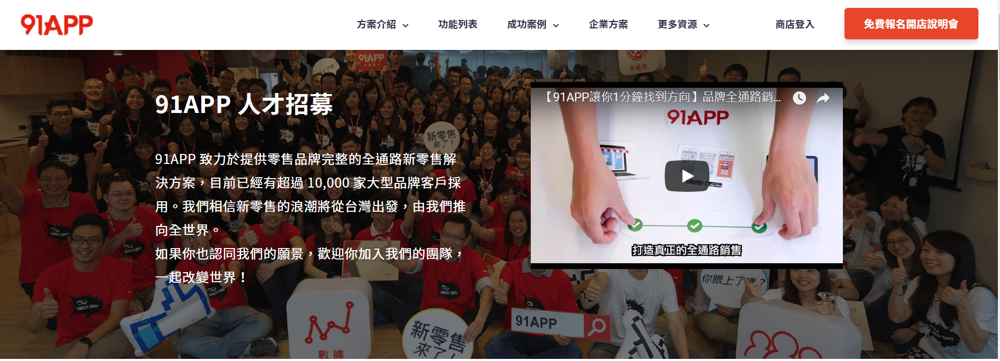 91APP
方案介紹
功能列表
成功案例
企業方案
更多資源
商店登入
免費報名開店說明會
91APP
全通路
91APP 人才招募
【91APP讓你1分鐘找到方向】品牌全通路銷...
91APP
新零售
來了!
91APP 致力於提供零售品牌完整的全通路新零售解
決方案，目前已經有超過 10,000 家大型品牌客戶採
用。我們相信新零售的浪潮將從台灣出發，由我們推
向全世界。
如果你也認同我們的願景，歡迎你加入我們的團隊，
一起改變世界！
打造真正的全通路銷售
你跟上了嗎?
HACK DAY
91APP
新零售
來了!
數據